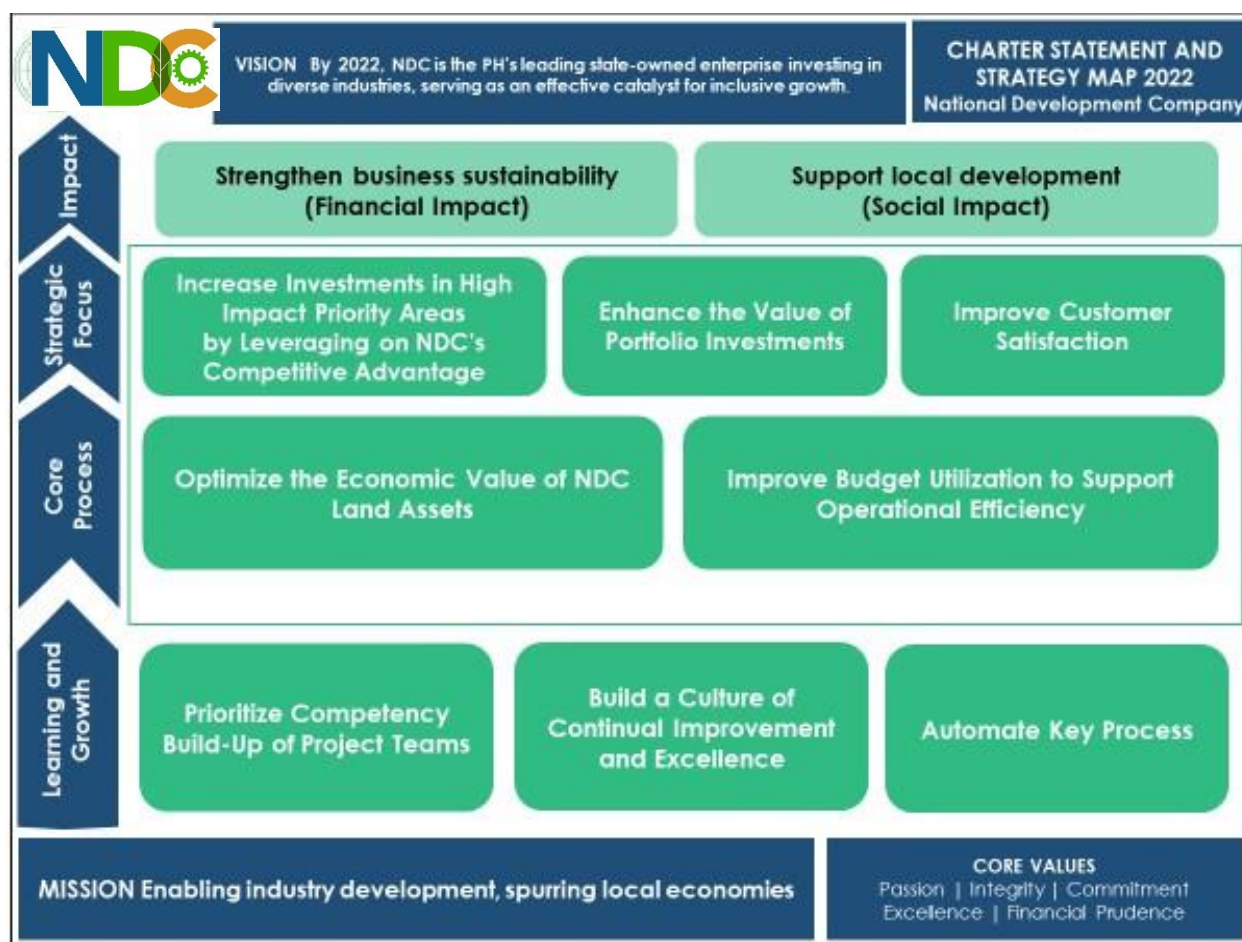 NDC
VISION By 2022, NDC is the PH's leading state-owned enterprise investing in
diverse industries, serving as an effective catalyst for inclusive growth.
CHARTER STATEMENT AND
STRATEGY MAP 2022
National Development Company
Impact
Strengthen business sustainability
(Financial Impact)
Support local development
(Social Impact)
Strategic
Focus
Increase Investments in High
Impact Priority Areas
by Leveraging on NDC's
Competitive Advantage
Enhance the Value of
Portfolio Investments
Improve Customer
Satisfaction
Core
Process
Optimize the Economic Value of NDC
Land Assets
Improve Budget Utilization to Support
Operational Efficiency
Learning and
Growth
Prioritize Competency
Build-Up of Project Teams
Build a Culture of
Continual Improvement
and Excellence
Automate Key Process
MISSION Enabling industry development, spurring local economies
CORE VALUES
Passion | Integrity | Commitment
Excellence | Financial Prudence